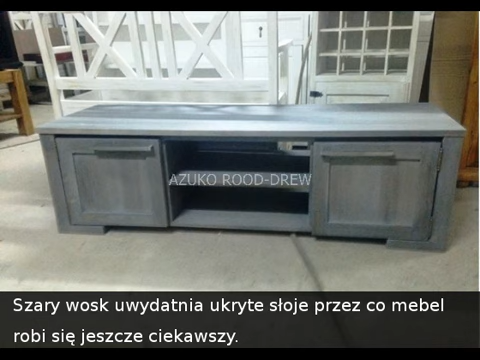 AZUKO ROOD-DREW
Szary wosk uwydatnia ukryte słoje przez co mebel
robi się jeszcze ciekawszy.